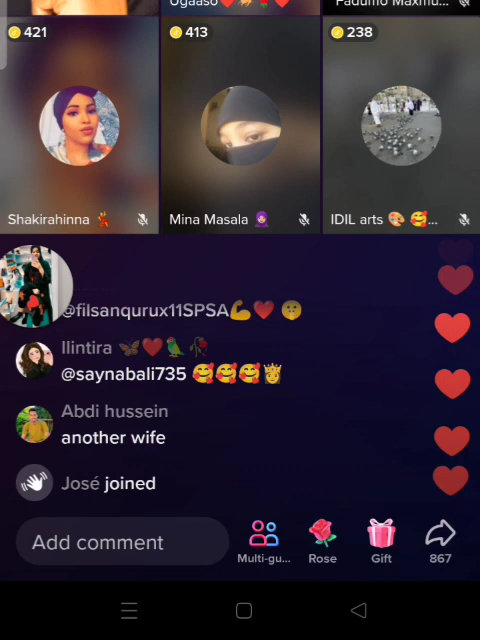 Ugaaso❤️🦂🌹❤️
Fadumo Maxmu...
421
413
238
Shakirahinna 💃
Mina Masala 🧕
IDIL arts 🎨 🥰...
@filsanqurux11SPSA💪❤️ 🤫
Ilintira 🦋❤️🦜🥀
@saynabali735 🥰🥰🥰👸
Abdi hussein
another wife
José joined
Add comment
Multi-gu...
Rose
Gift
867